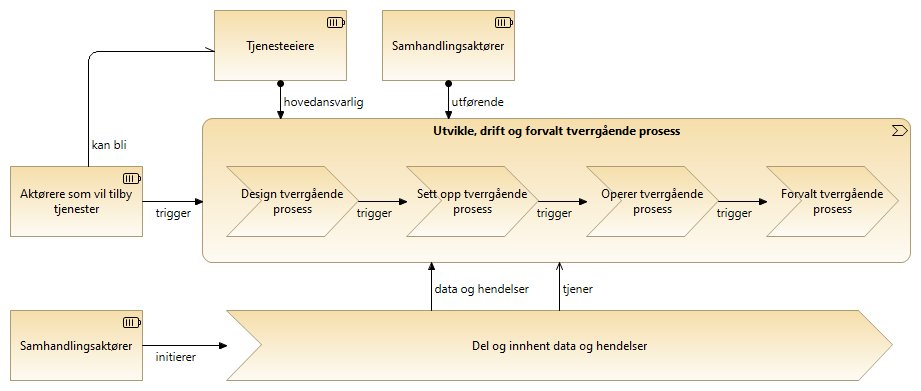 Tjenesteeiere
Samhandlingsaktører
hovedansvarlig
utførende
Utvikle, drift og forvalt tverrgående prosess
kan bli
Aktørere som vil tilby
tjenester
trigger
Design tverrgående
prosess
trigger
Sett opp tverrgående
prosess
trigger
Operer tverrgående
prosess
trigger
Forvalt tverrgående
prosess
data og hendelser
tjener
Samhandlingsaktører
initierer
Del og innhent data og hendelser